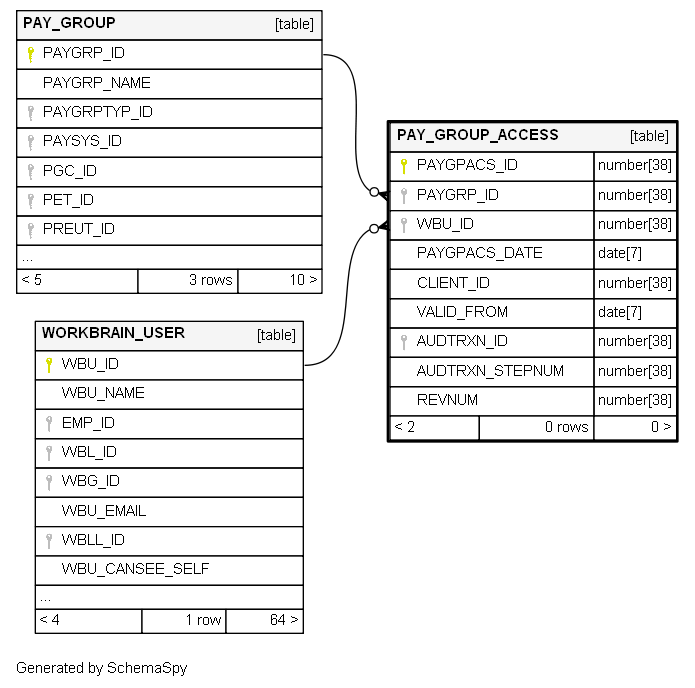 PAY_GROUP [table]
PAYGRP_ID
PAYGRP_NAME
PAYGRPTYP_ID
PAYSYS_ID
PGC_ID
PET_ID
PREUT_ID
...
< 5 3 rows 10 >
PAY_GROUP_ACCESS [table]
PAYGPACS_ID number[38]
PAYGRP_ID number[38]
WBU_ID number[38]
PAYGPACS_DATE date[7]
CLIENT_ID number[38]
VALID_FROM date[7]
AUDTRXN_ID number[38]
AUDTRXN_STEPNUM number[38]
REVNUM number[38]
< 2 0 rows 0 >
WORKBRAIN_USER [table]
WBU_ID
WBU_NAME
EMP_ID
WBL_ID
WBG_ID
WBU_EMAIL
WBLL_ID
WBU_CANSEE_SELF
...
< 4 1 row 64 >
Generated by SchemaSpy